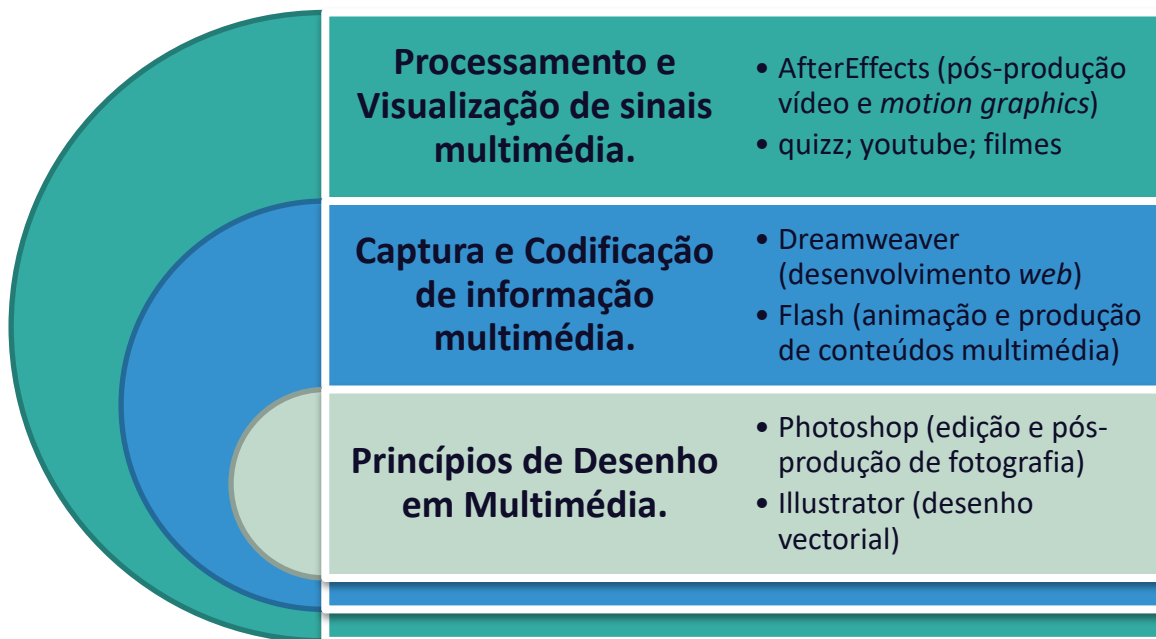 Processamento e
Visualização de sinais
multimédia.
• AfterEffects (pós-produção
vídeo e motion graphics)
• quizz; youtube; filmes
Captura e Codificação
de informação
multimédia.
• Dreamweaver
(desenvolvimento web)
• Flash (animação e produção
de conteúdos multimédia)
Princípios de Desenho
em Multimédia.
• Photoshop (edição e pós-
produção de fotografia)
• Illustrator (desenho
vectorial)